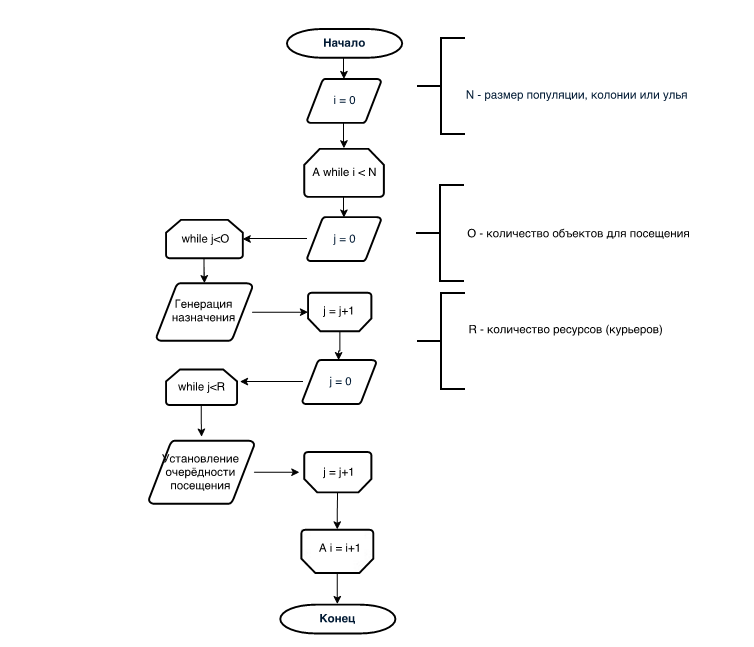 Начало
i = 0
N - размер популяции, колонии или улья
A while i < N
while j<O
j = 0
O - количество объектов для посещения
Генерация
назначения
j = j+1
R - количество ресурсов (курьеров)
while j<R
j = 0
Установление
очерёдности
посещения
j = j+1
A i = i+1
Конец